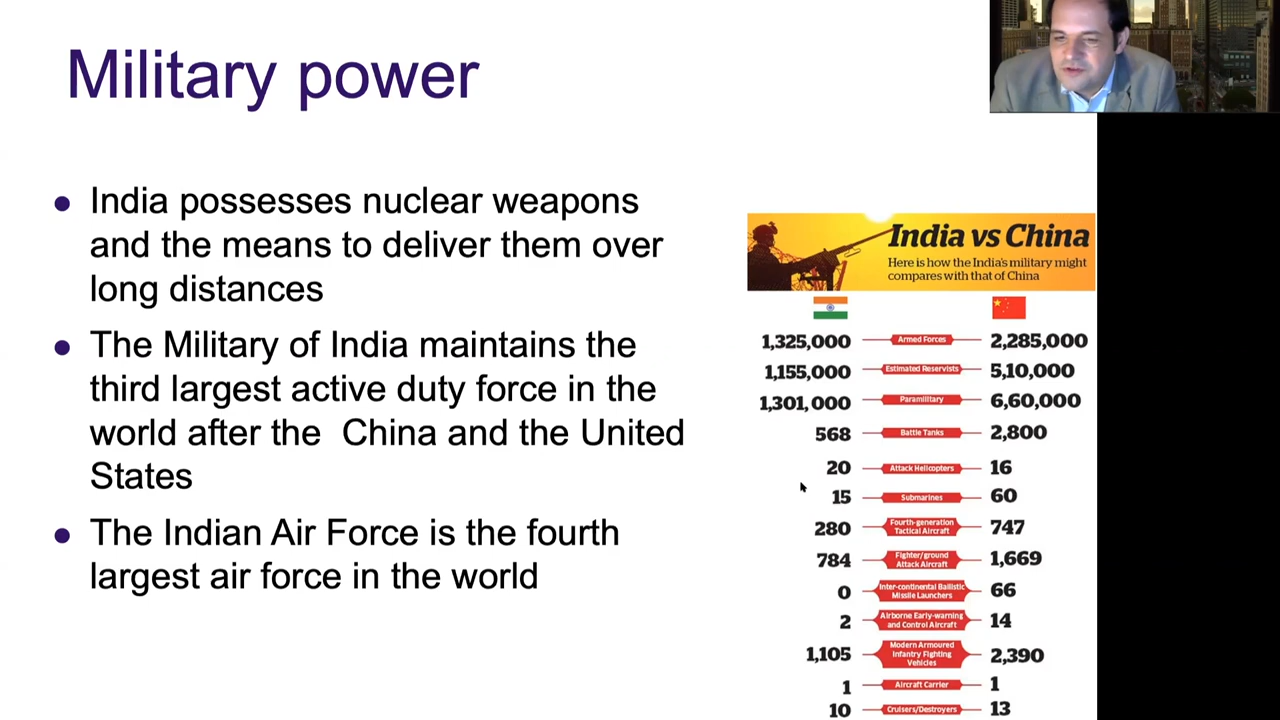 Military power
India possesses nuclear weapons
and the means to deliver them over
long distances
The Military of India maintains the
third largest active duty force in the
world after the  China and the United
States
The Indian Air Force is the fourth
largest air force in the world
India vs China
Here is how the India's military might
compares with that of China
1,325,000 Armed Forces 2,285,000
1,155,000 Estimated Reservists 5,10,000
1,301,000 Paramilitary 6,60,000
568 Battle Tanks 2,800
20 Attack Helicopters 16
15 Submarines 60
280 Fourth-generation Tactical Aircraft 747
784 Fighter/ground Attack Aircraft 1,669
0 Inter-continental Ballistic Missile Launchers 66
2 Airborne Early-warning and Control Aircraft 14
1,105 Modern Armoured Infantry Fighting Vehicles 2,390
1 Aircraft Carrier 1
10 Cruisers/Destroyers 13